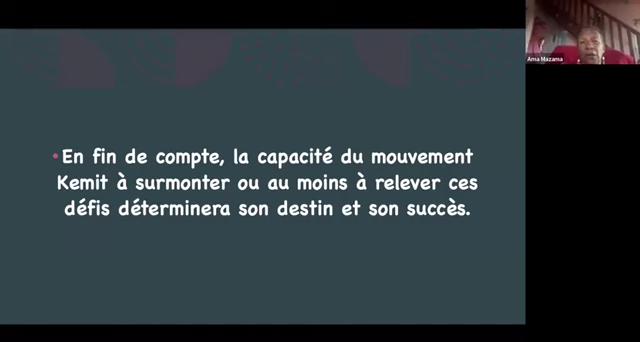 Ama Mazama
• En fin de compte, la capacité du mouvement
Kemit à surmonter ou au moins à relever ces
défis déterminera son destin et son succès.